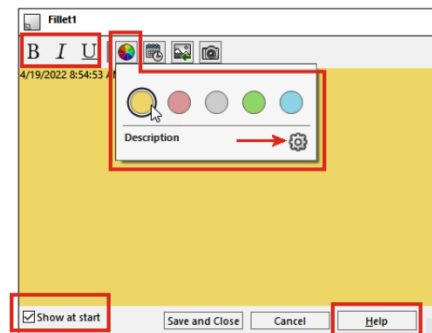 Fillet1
B I U
4/19/2022 8:54:53 A
Description
Show at start
Save and Close
Cancel
Help